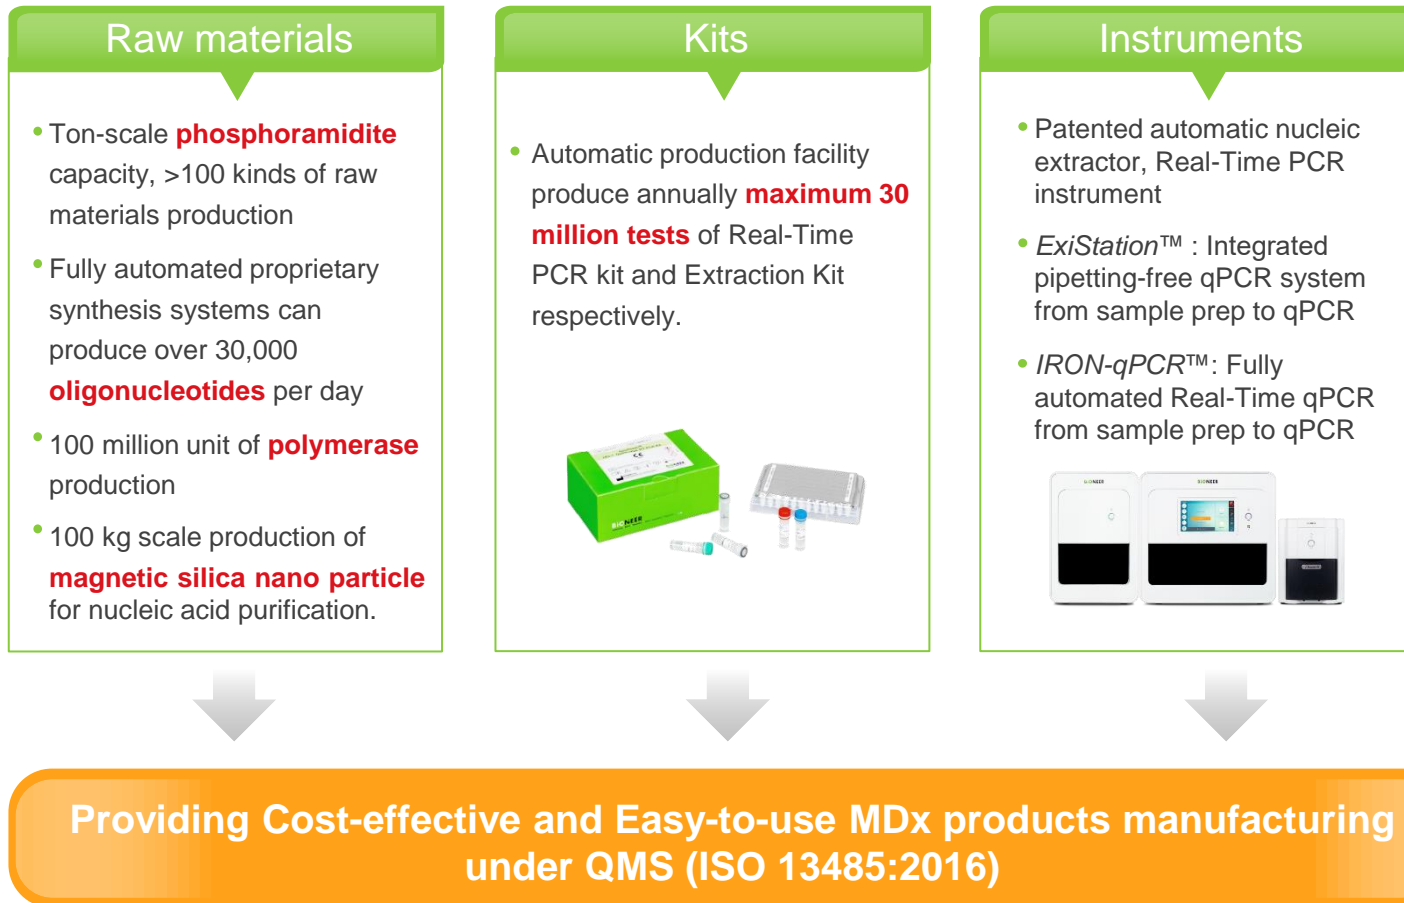 Raw materials
• Ton-scale phosphoramidite
capacity, >100 kinds of raw
materials production
• Fully automated proprietary
synthesis systems can
produce over 30,000
oligonucleotides per day
• 100 million unit of polymerase
production
• 100 kg scale production of
magnetic silica nano particle
for nucleic acid purification.
Kits
• Automatic production facility
produce annually maximum 30
million tests of Real-Time
PCR kit and Extraction Kit
respectively.
BIONEER
Instruments
• Patented automatic nucleic
extractor, Real-Time PCR
instrument
• ExiStation™ : Integrated
pipetting-free qPCR system
from sample prep to qPCR
• IRON-qPCR™: Fully
automated Real-Time qPCR
from sample prep to qPCR
BIONEER
BIONEER
Providing Cost-effective and Easy-to-use MDx products manufacturing
under QMS (ISO 13485:2016)